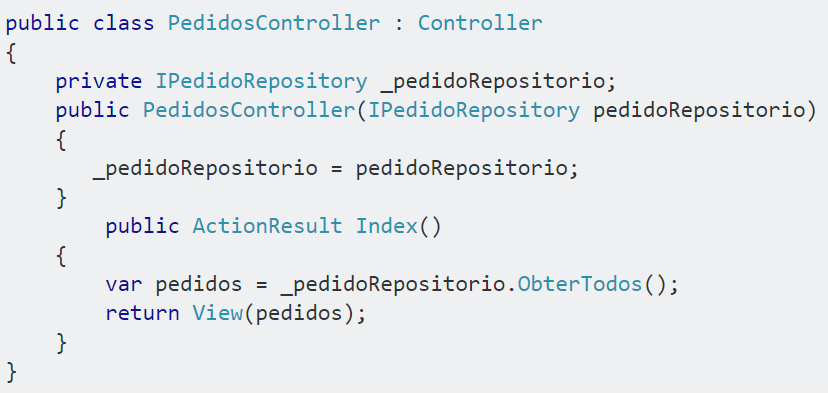 public class PedidosController : Controller
{
    private IPedidoRepository _pedidoRepositorio;
    public PedidosController(IPedidoRepository pedidoRepositorio)
    {
       _pedidoRepositorio = pedidoRepositorio;
    }
        public ActionResult Index()
    {
        var pedidos = _pedidoRepositorio.ObterTodos();
        return View(pedidos);
    }
}